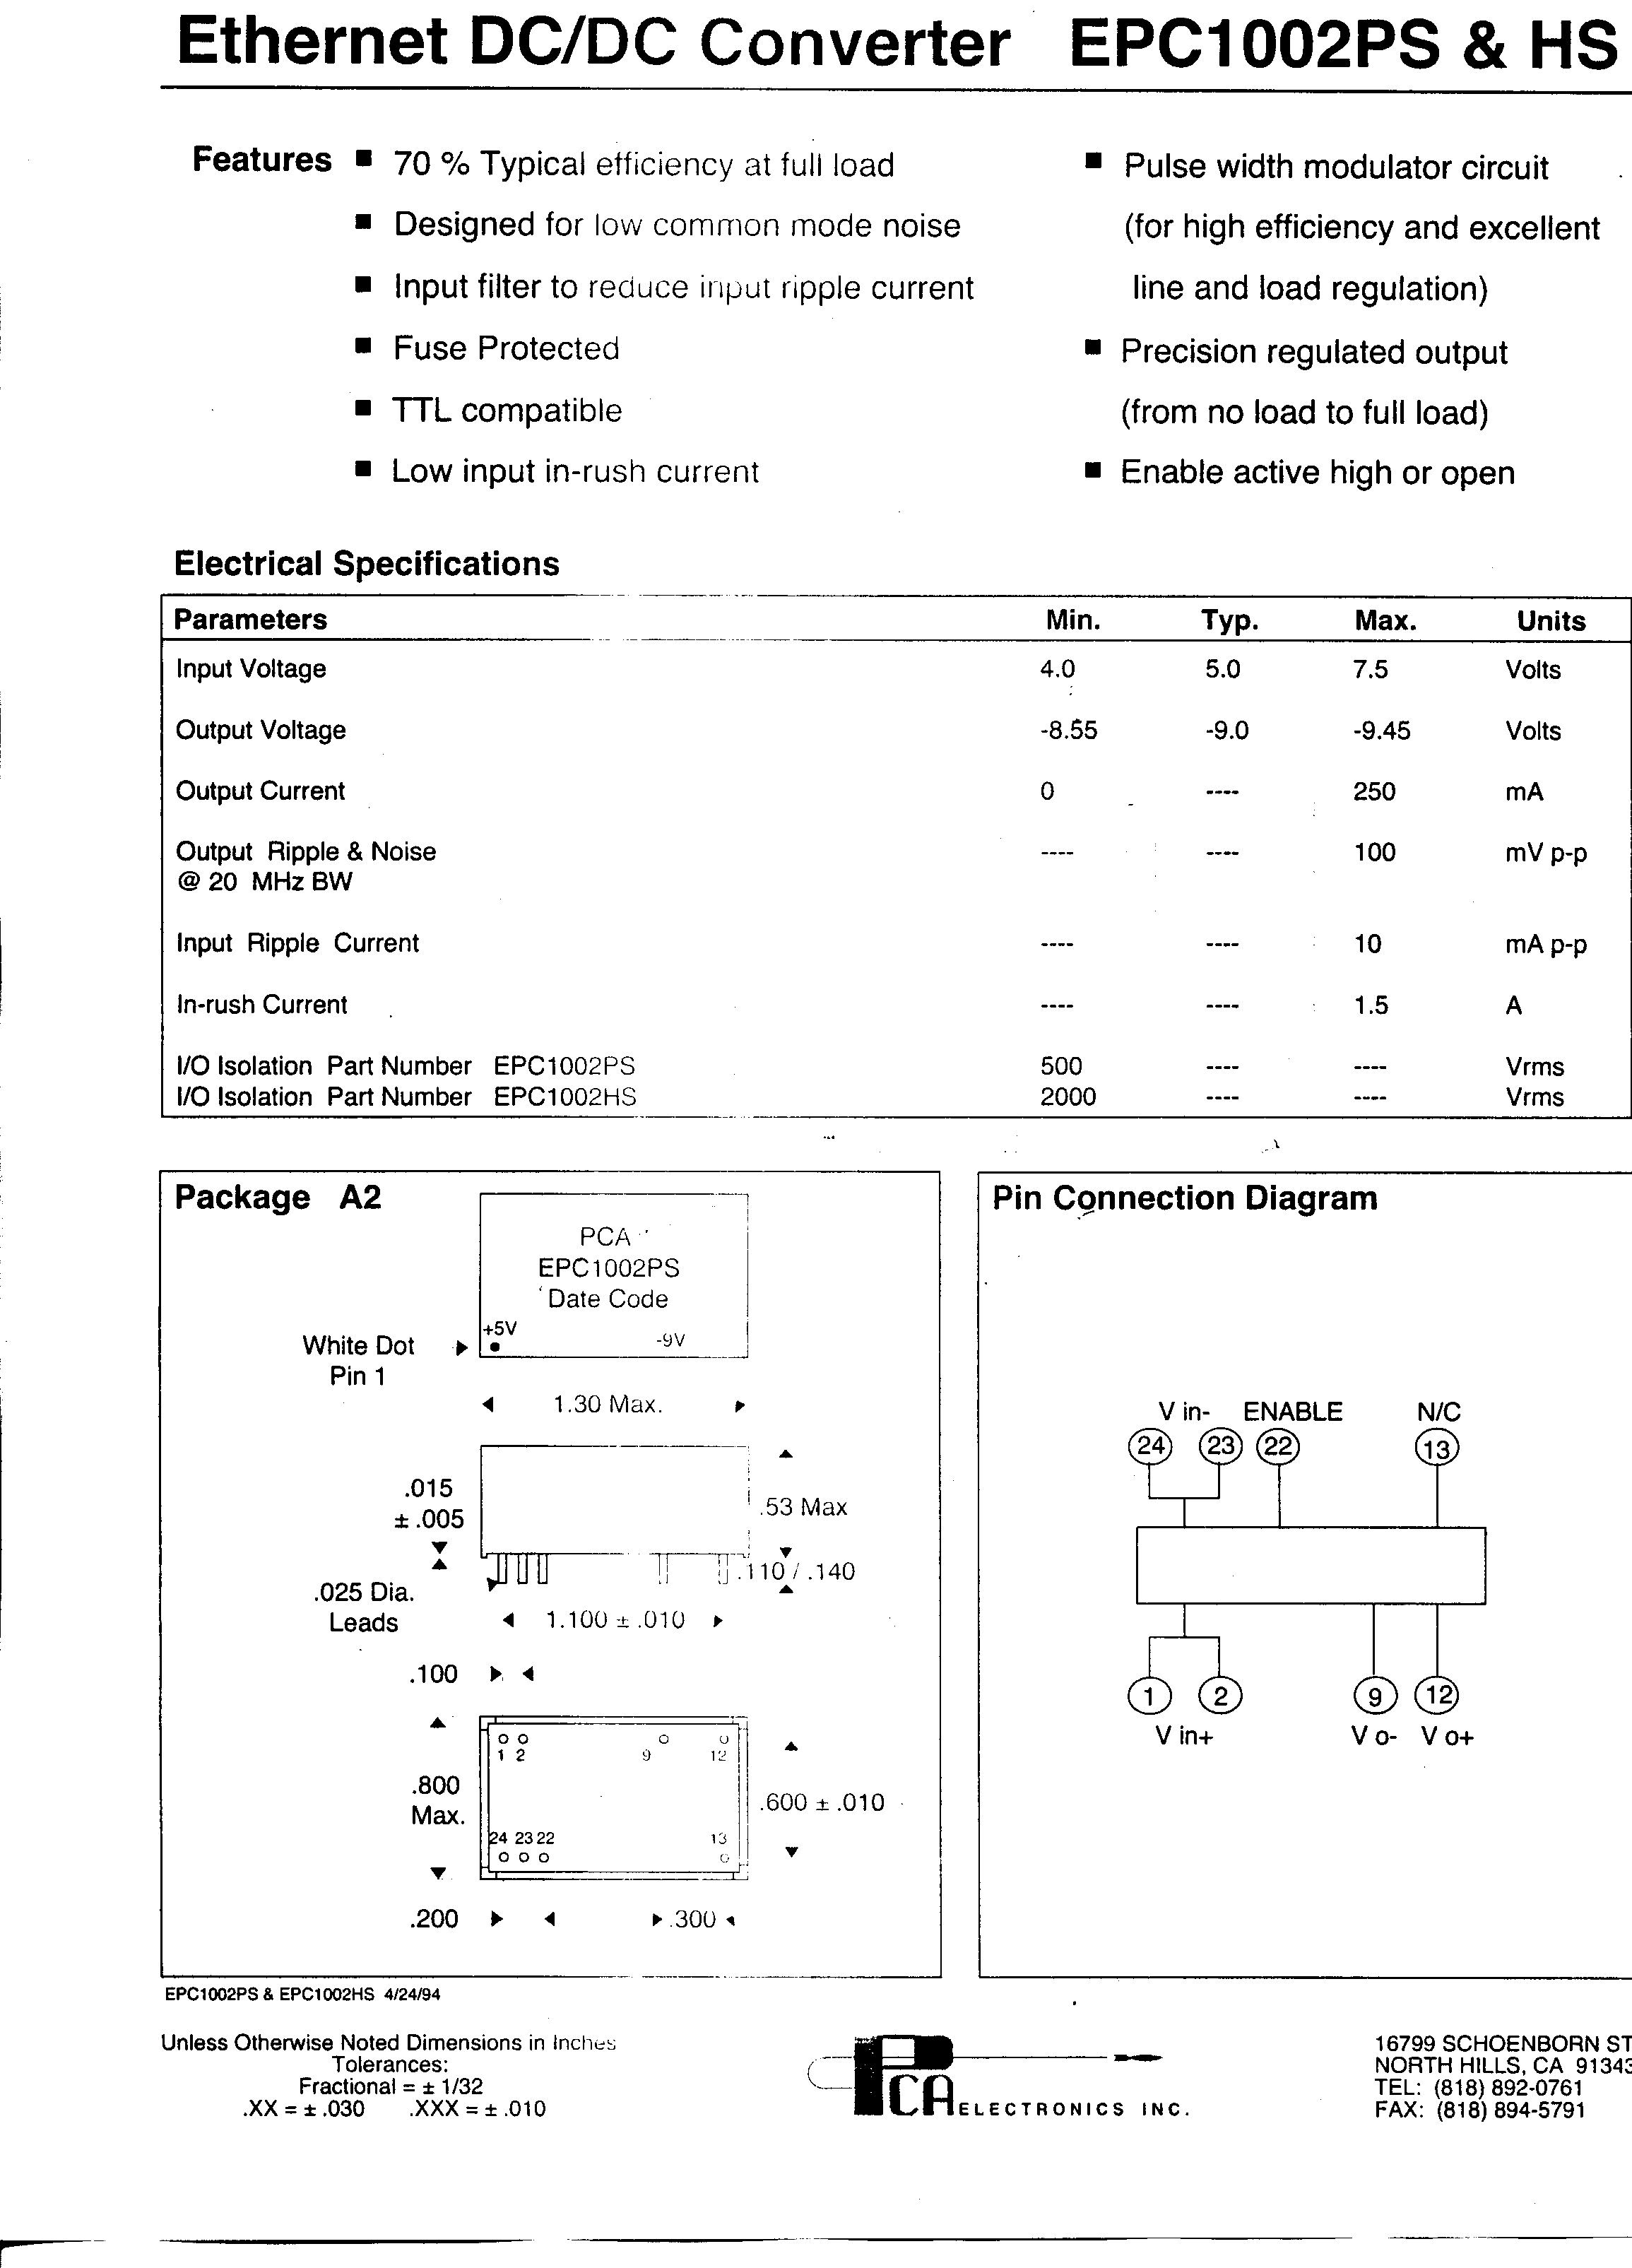 Ethernet DC/DC Converter EPC1002PS & HS
Features
■ 70 % Typical efficiency at full load
■ Designed for low common mode noise
■ Input filter to reduce input ripple current
■ Fuse Protected
■ TTL compatible
■ Low input in-rush current
■ Pulse width modulator circuit
(for high efficiency and excellent
line and load regulation)
■ Precision regulated output
(from no load to full load)
■ Enable active high or open
Electrical Specifications
Parameters Min. Typ. Max. Units
Input Voltage 4.0 5.0 7.5 Volts
Output Voltage -8.55 -9.0 -9.45 Volts
Output Current 0 ---- 250 mA
Output Ripple & Noise ---- ---- 100 mV p-p
@ 20 MHz BW
Input Ripple Current ---- ---- 10 mA p-p
In-rush Current ---- ---- 1.5 A
I/O Isolation Part Number EPC1002PS 500 ---- ---- Vrms
I/O Isolation Part Number EPC1002HS 2000 ---- ---- Vrms
Package A2
PCA
EPC1002PS
Date Code
+5V -9V
White Dot
Pin 1
1.30 Max.
.015
± .005
.53 Max
.110 / .140
.025 Dia.
Leads
1.100 ± .010
.100
1 2 9 12
.800
Max.
.600 ± .010
24 23 22 13
.200 .300
Pin Connection Diagram
V in- ENABLE N/C
24 23 22 13
1 2 9 12
V in+ V o- V o+
EPC1002PS & EPC1002HS 4/24/94
Unless Otherwise Noted Dimensions in Inches
Tolerances:
Fractional = ± 1/32
.XX = ± .030 .XXX = ± .010
PCA ELECTRONICS INC.
16799 SCHOENBORN ST
NORTH HILLS, CA 91343
TEL: (818) 892-0761
FAX: (818) 894-5791